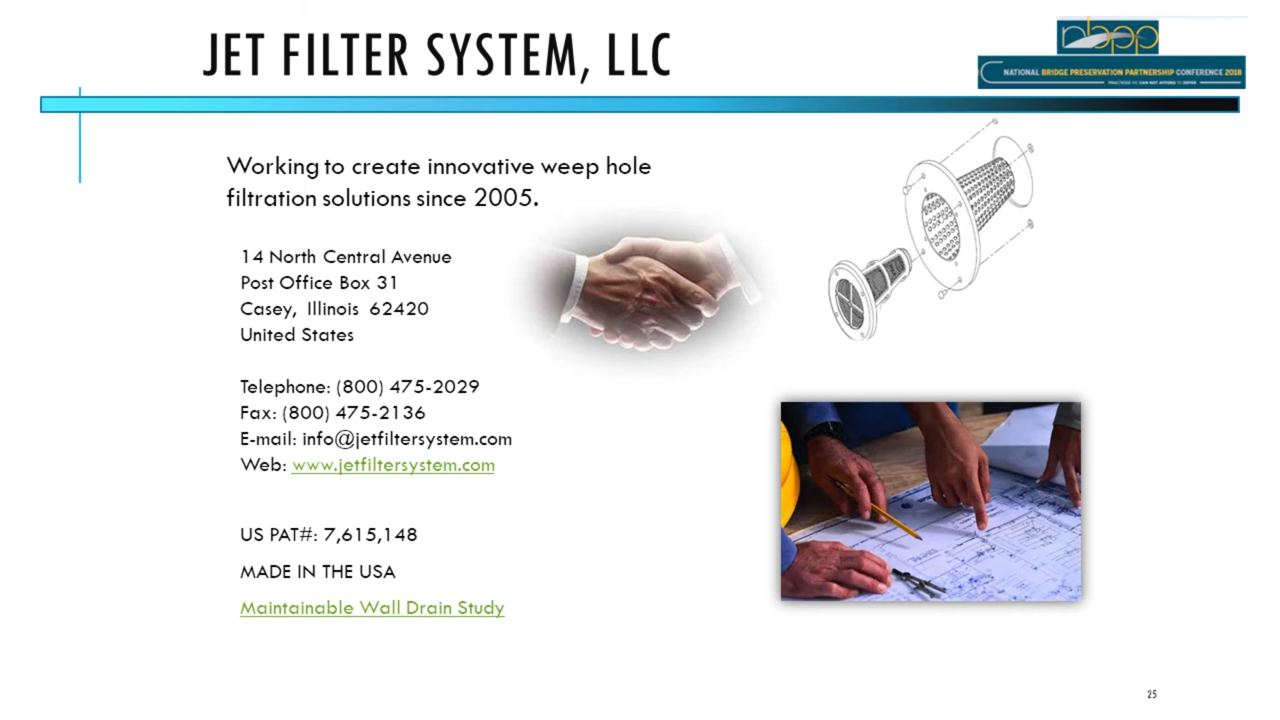 JET FILTER SYSTEM, LLC
nbpp
NATIONAL BRIDGE PRESERVATION PARTNERSHIP CONFERENCE 2018
Working to create innovative weep hole
filtration solutions since 2005.
14 North Central Avenue
Post Office Box 31
Casey, Illinois 62420
United States
Telephone: (800) 475-2029
Fax: (800) 475-2136
E-mail: info@jetfiltersystem.com
Web: www.jetfiltersystem.com
US PAT#: 7,615,148
MADE IN THE USA
Maintainable Wall Drain Study
25